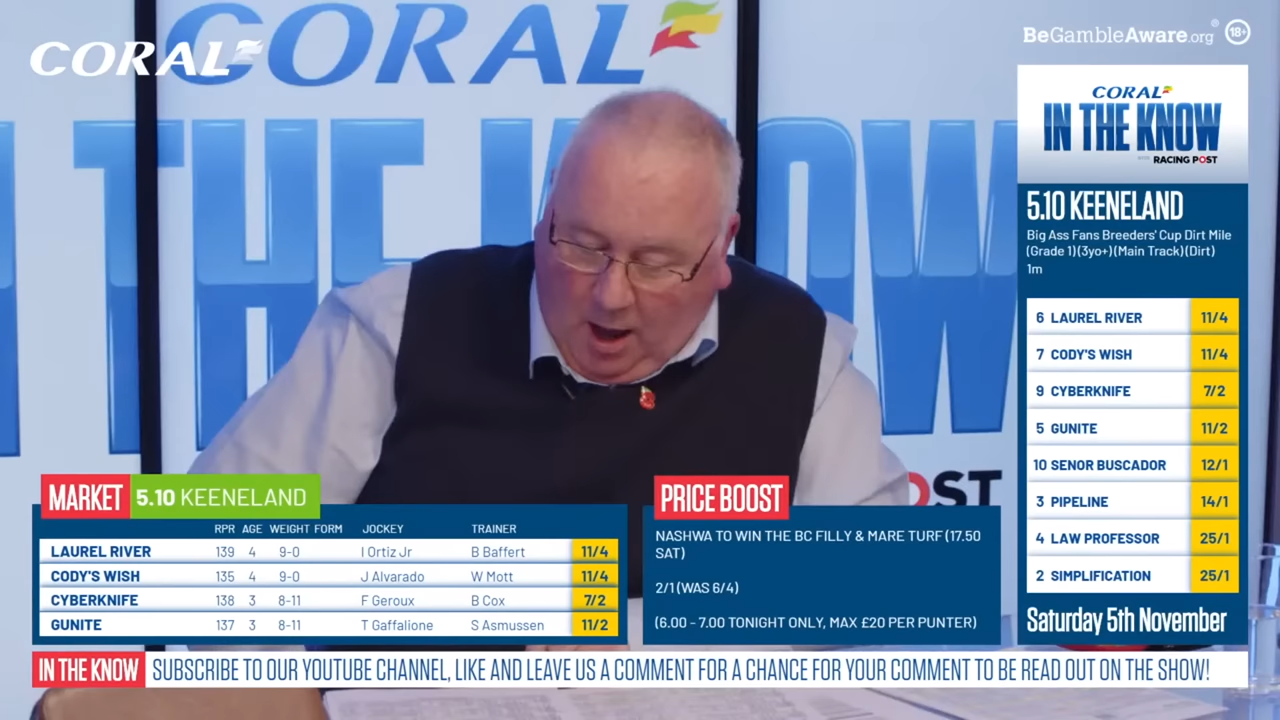 CORAL
CORAL
THE KNOW
OST
BeGambleAware.org® 18+
CORAL
IN THE KNOW
WITH RACING POST
5.10 KEENELAND
Big Ass Fans Breeders' Cup Dirt Mile
(Grade 1)(3yo+)(Main Track)(Dirt)
1m
6 LAUREL RIVER 11/4
7 CODY'S WISH 11/4
9 CYBERKNIFE 7/2
5 GUNITE 11/2
10 SENOR BUSCADOR 12/1
3 PIPELINE 14/1
4 LAW PROFESSOR 25/1
2 SIMPLIFICATION 25/1
Saturday 5th November
MARKET 5.10 KEENELAND
RPR AGE WEIGHT FORM JOCKEY TRAINER
LAUREL RIVER 139 4 9-0 I Ortiz Jr B Baffert 11/4
CODY'S WISH 135 4 9-0 J Alvarado W Mott 11/4
CYBERKNIFE 138 3 8-11 F Geroux B Cox 7/2
GUNITE 137 3 8-11 T Gaffalione S Asmussen 11/2
PRICE BOOST
NASHWA TO WIN THE BC FILLY & MARE TURF (17.50
SAT)
2/1 (WAS 6/4)
(6.00 - 7.00 TONIGHT ONLY, MAX £20 PER PUNTER)
IN THE KNOW SUBSCRIBE TO OUR YOUTUBE CHANNEL, LIKE AND LEAVE US A COMMENT FOR A CHANCE FOR YOUR COMMENT TO BE READ OUT ON THE SHOW!